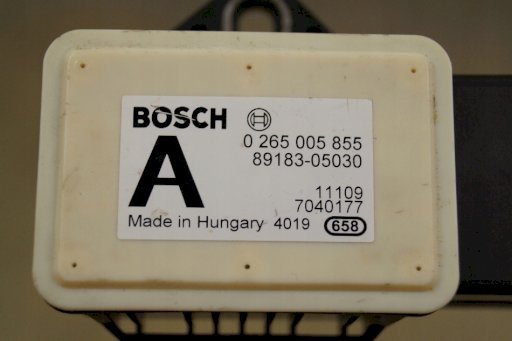 BOSCH
A
0 265 005 855
89183-05030
11109
7040177
Made in Hungary 4019 658